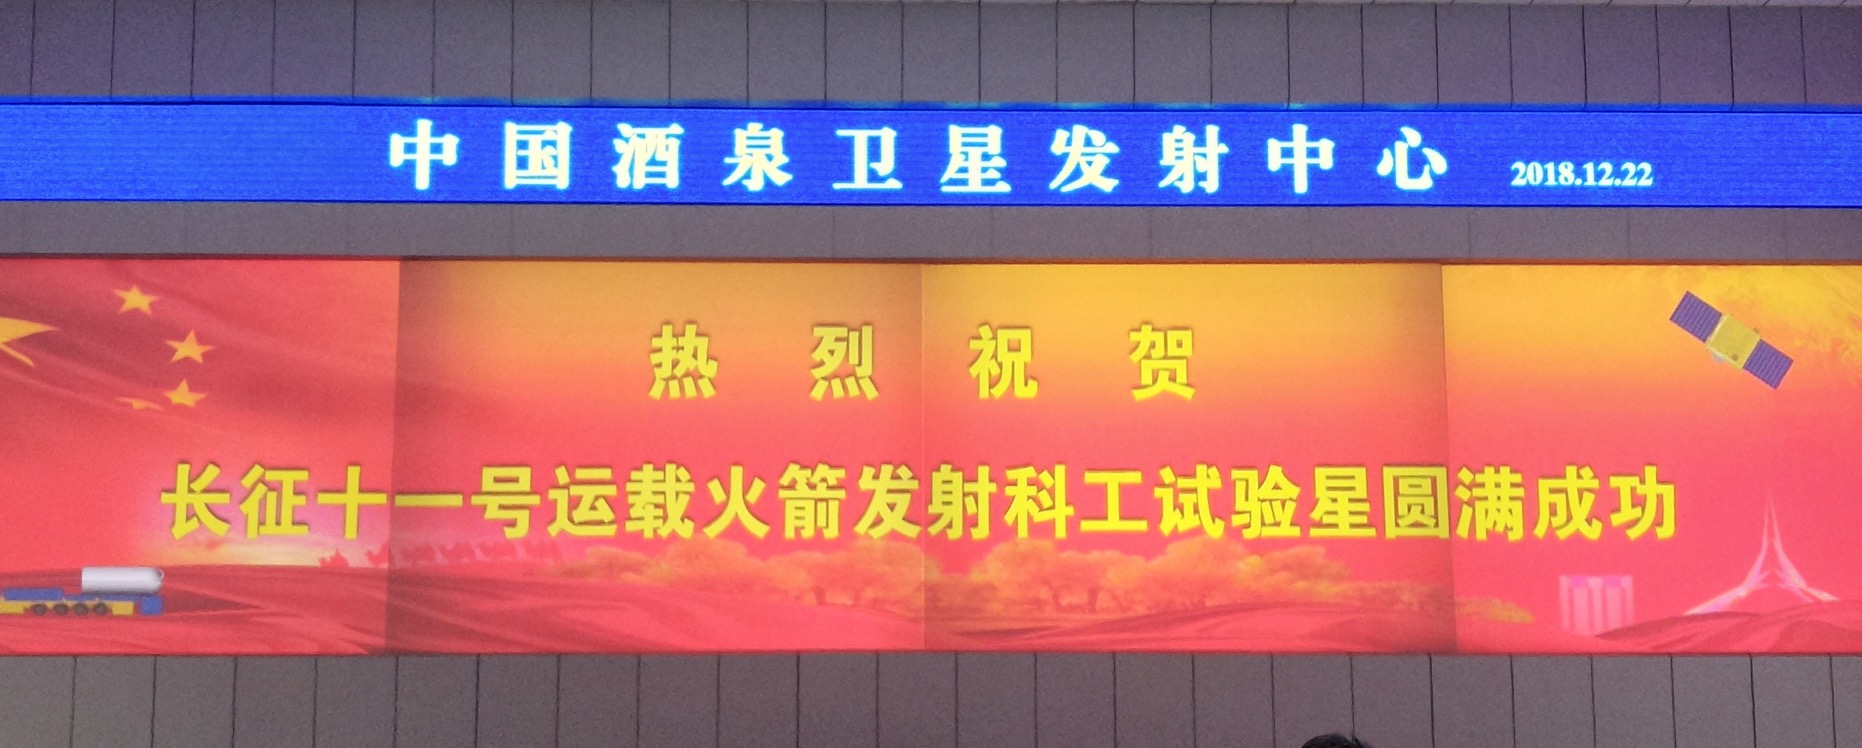 中国酒泉卫星发射中心 2018.12.22
热烈祝贺
长征十一号运载火箭发射科工试验星圆满成功